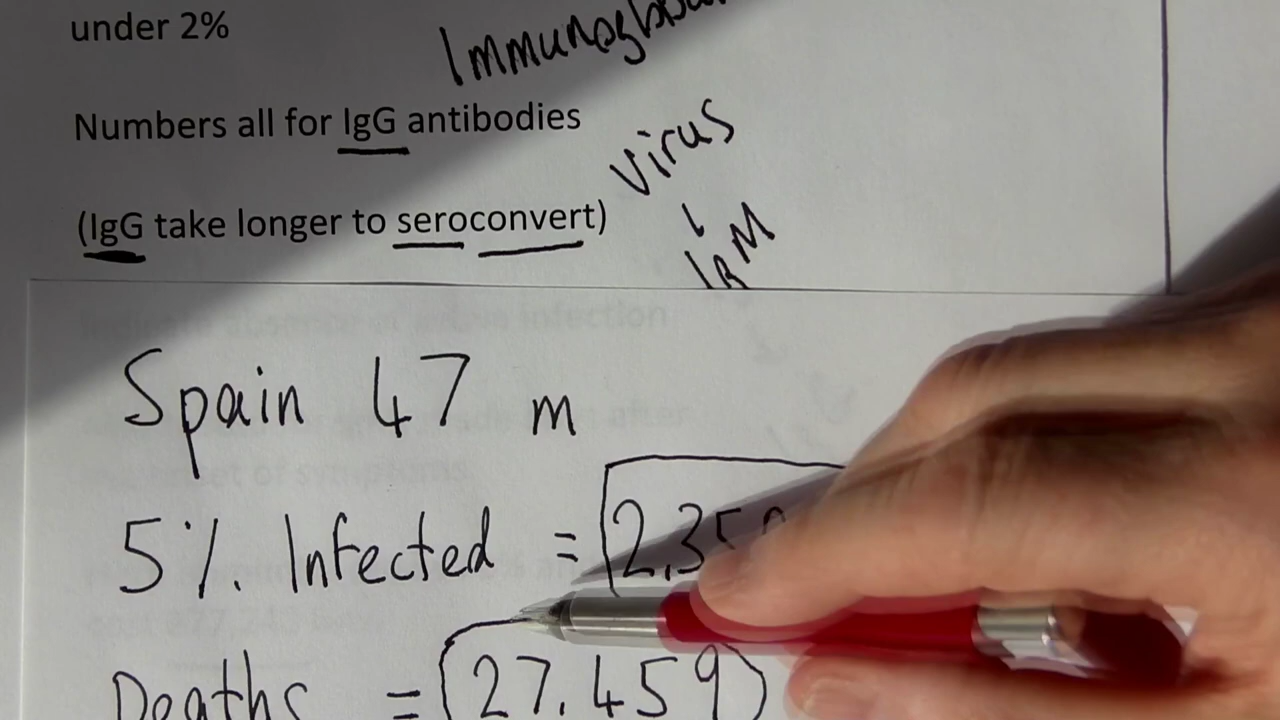 under 2%
Numbers all for IgG antibodies
virus
(IgG take longer to seroconvert)
IgM
Spain 47 m
5% Infected = 2,35
Deaths = 27,459